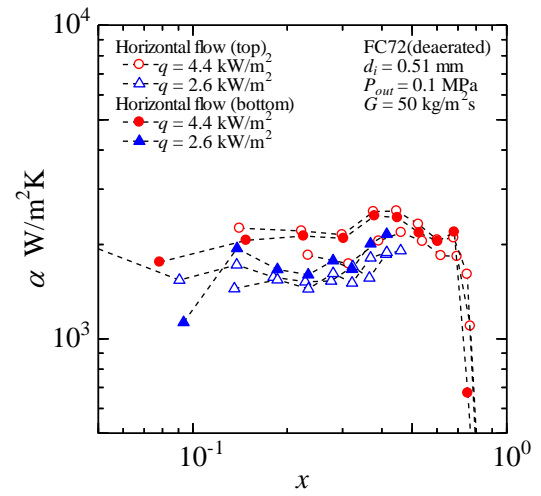 10⁴
Horizontal flow (top)
q = 4.4 kW/m²
q = 2.6 kW/m²
Horizontal flow (bottom)
q = 4.4 kW/m²
q = 2.6 kW/m²
FC72(deaerated)
dᵢ = 0.51 mm
P_out = 0.1 MPa
G = 50 kg/m²s
α W/m²K
10³
10⁻¹
10⁰
x